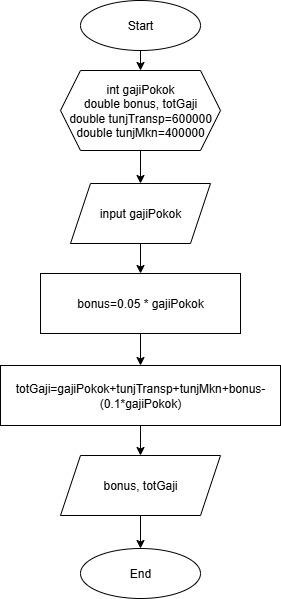 Start
int gajiPokok
double bonus, totGaji
double tunjTransp=600000
double tunjMkn=400000
input gajiPokok
bonus=0.05 * gajiPokok
totGaji=gajiPokok+tunjTransp+tunjMkn+bonus-
(0.1*gajiPokok)
bonus, totGaji
End